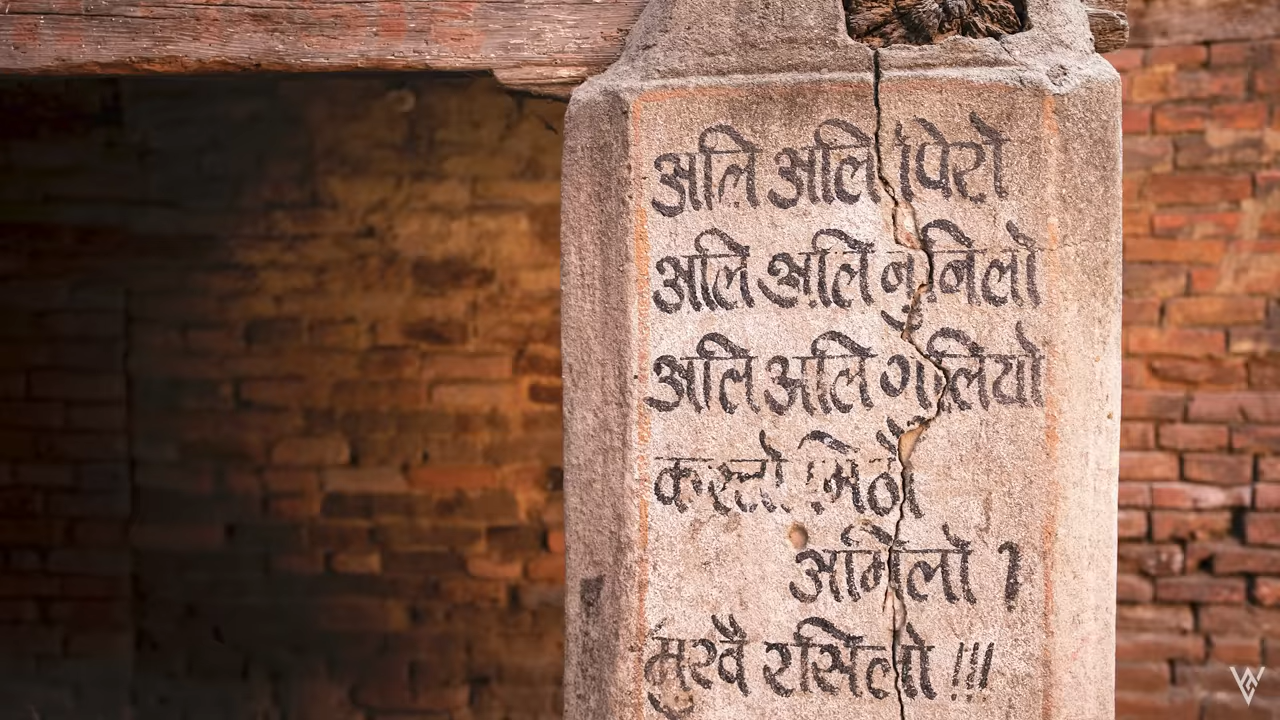 अलि अलि पिरो
अलि अलि नुनिलो
अलि अलि गुलियो
कस्तो मिठो
अमिलो ?
मुखै रसिलो !!!